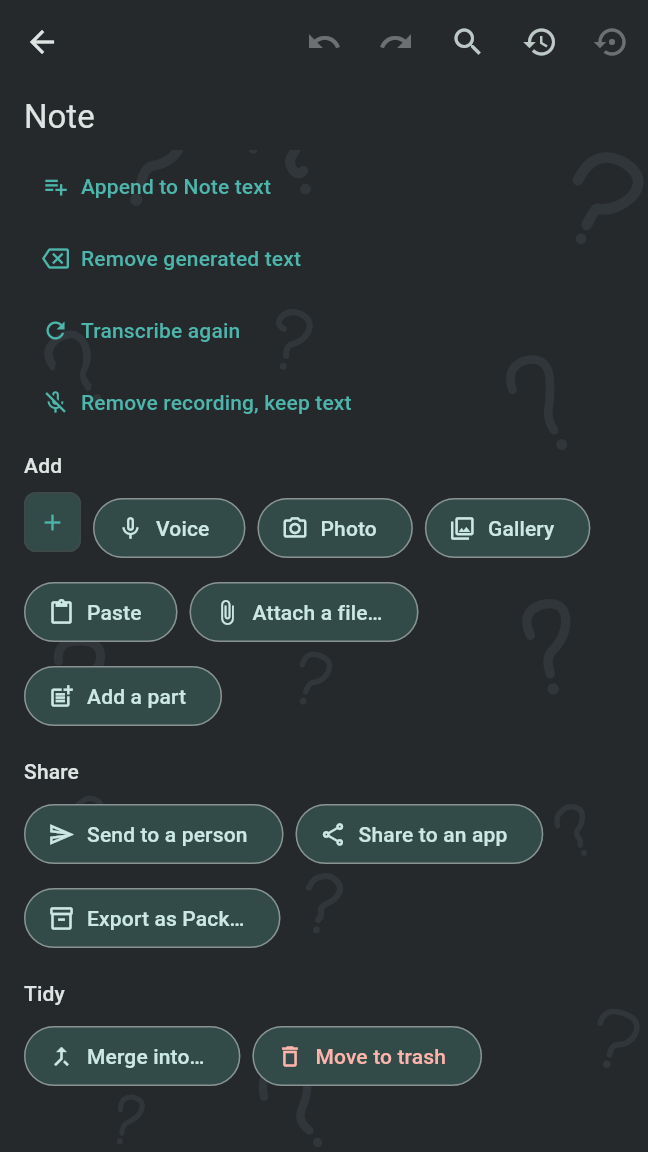 Note
Append to Note text
Remove generated text
Transcribe again
Remove recording, keep text
Add
Voice
Photo
Gallery
Paste
Attach a file…
Add a part
Share
Send to a person
Share to an app
Export as Pack…
Tidy
Merge into…
Move to trash